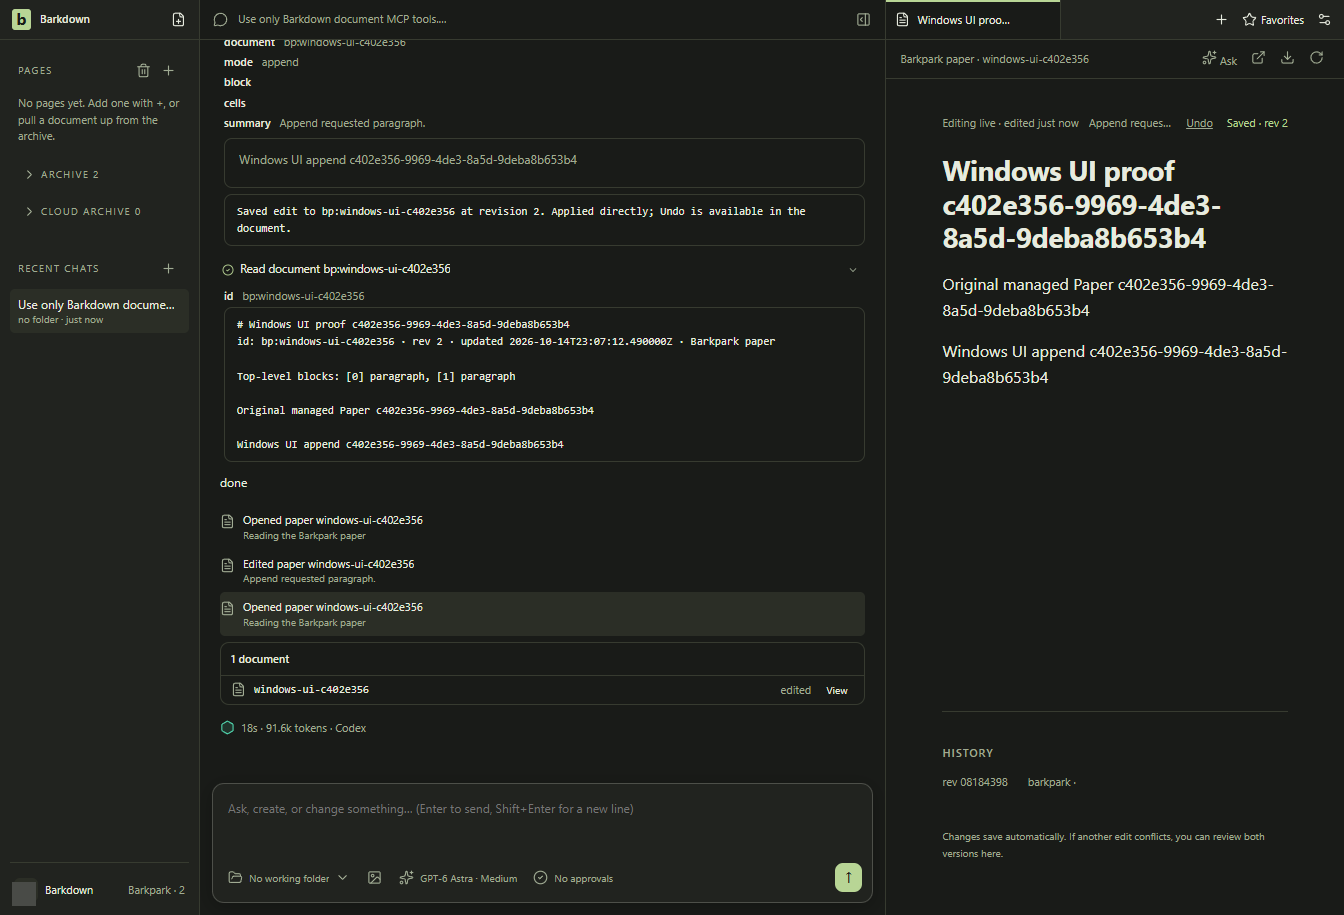 b Barkdown
PAGES
No pages yet. Add one with +, or
pull a document up from the
archive.
ARCHIVE 2
CLOUD ARCHIVE 0
RECENT CHATS
Use only Barkdown docume...
no folder · just now
Barkdown
Barkpark · 2
Use only Barkdown document MCP tools....
document bp:windows-ui-c402e356
mode append
block
cells
summary Append requested paragraph.
Windows UI append c402e356-9969-4de3-8a5d-9deba8b653b4
Saved edit to bp:windows-ui-c402e356 at revision 2. Applied directly; Undo is available in the
document.
Read document bp:windows-ui-c402e356
id bp:windows-ui-c402e356
# Windows UI proof c402e356-9969-4de3-8a5d-9deba8b653b4
id: bp:windows-ui-c402e356 · rev 2 · updated 2026-10-14T23:07:12.490000Z · Barkpark paper
Top-level blocks: [0] paragraph, [1] paragraph
Original managed Paper c402e356-9969-4de3-8a5d-9deba8b653b4
Windows UI append c402e356-9969-4de3-8a5d-9deba8b653b4
done
Opened paper windows-ui-c402e356
Reading the Barkpark paper
Edited paper windows-ui-c402e356
Append requested paragraph.
Opened paper windows-ui-c402e356
Reading the Barkpark paper
1 document
windows-ui-c402e356 edited View
18s · 91.6k tokens · Codex
Ask, create, or change something... (Enter to send, Shift+Enter for a new line)
No working folder
GPT-6 Astra · Medium
No approvals
Windows UI proo...
Favorites
Barkpark paper · windows-ui-c402e356
Ask
Editing live · edited just now Append reques... Undo Saved · rev 2
Windows UI proof
c402e356-9969-4de3-
8a5d-9deba8b653b4
Original managed Paper c402e356-9969-4de3-
8a5d-9deba8b653b4
Windows UI append c402e356-9969-4de3-8a5d-
9deba8b653b4
HISTORY
rev 08184398 barkpark ·
Changes save automatically. If another edit conflicts, you can review both
versions here.